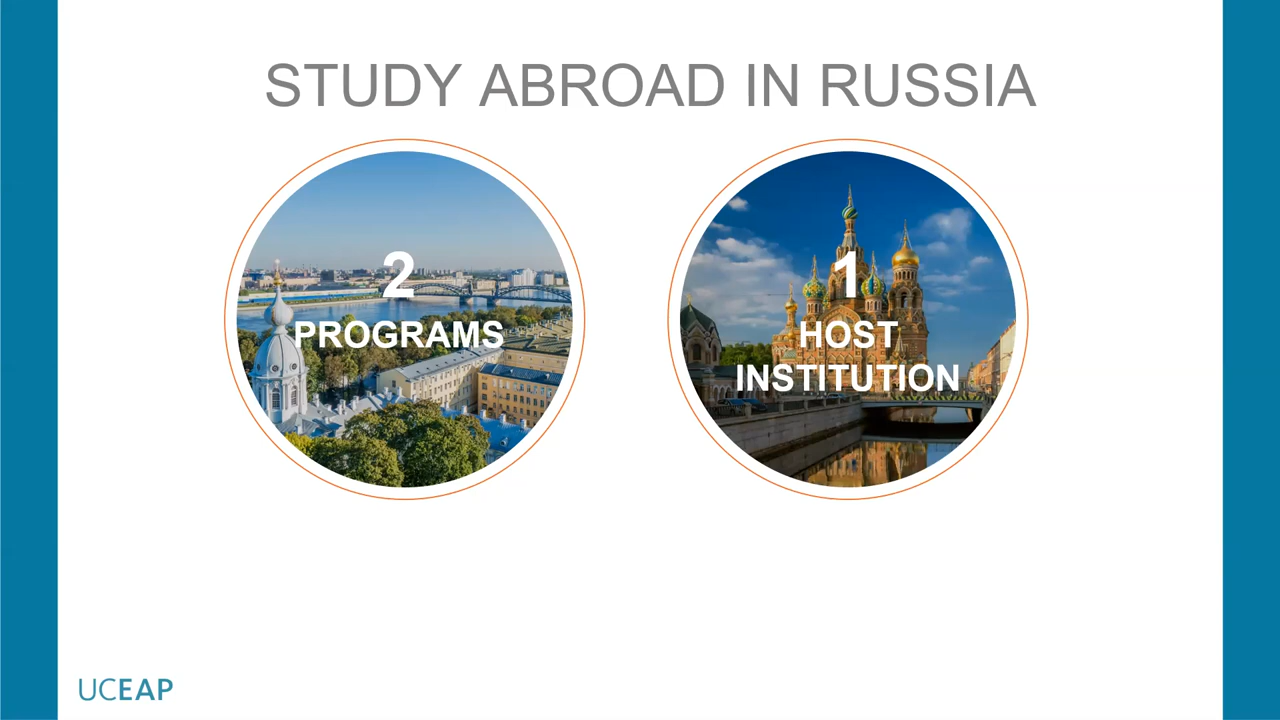 STUDY ABROAD IN RUSSIA
2
PROGRAMS
1
HOST
INSTITUTION
UCEAP